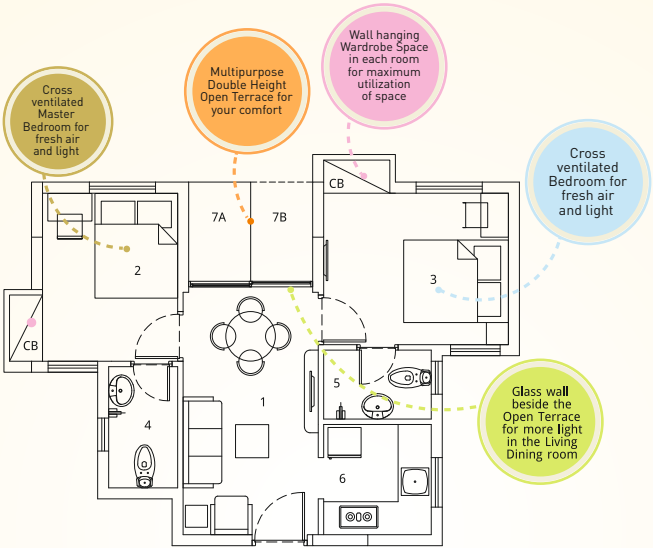 Wall hanging
Wardrobe Space
in each room
for maximum
utilization
of space
Multipurpose
Double Height
Open Terrace for
your comfort
Cross
ventilated
Master
Bedroom for
fresh air
and light
Cross
ventilated
Bedroom for
fresh air
and light
CB
7A
7B
2
3
CB
1
5
4
6
Glass wall
beside the
Open Terrace
for more light
in the Living
Dining room